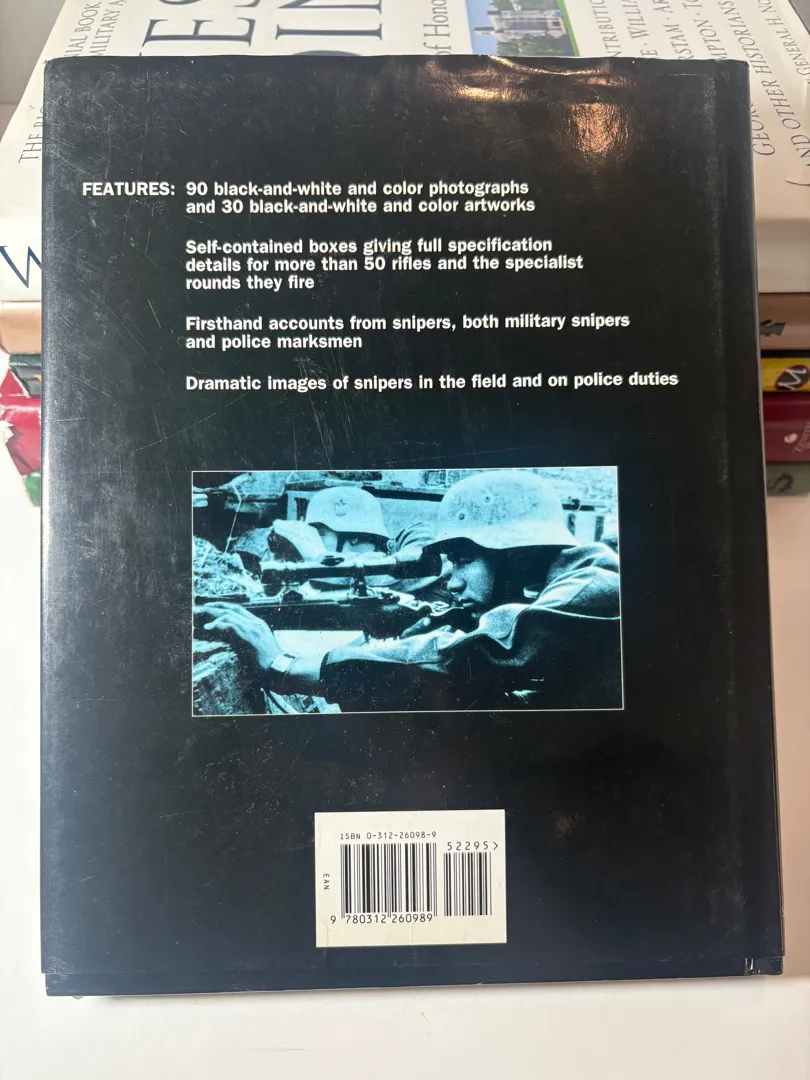 of Hono
FEATURES: 90 black-and-white and color photographs
and 30 black-and-white and color artworks
Self-contained boxes giving full specification
details for more than 50 rifles and the specialist
rounds they fire
Firsthand accounts from snipers, both military snipers
and police marksmen
Dramatic images of snipers in the field and on police duties
ISBN 0-312-26098-9
52295>
EAN
9 780312 260989